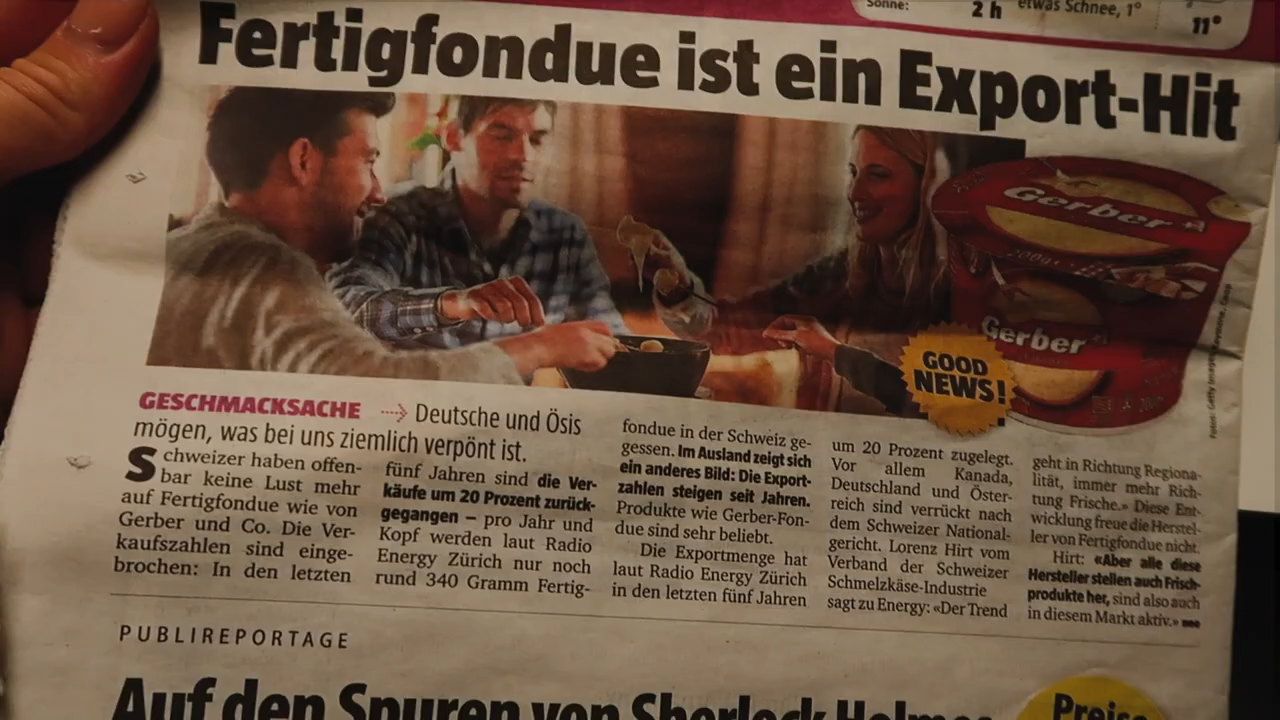 Sonne:
2 h
etwas Schnee, 1°
11°
Fertigfondue ist ein Export-Hit
Gerber
200g
Gerber
GOOD
NEWS!
GESCHMACKSACHE Deutsche und Ösis
mögen, was bei uns ziemlich verpönt ist.
Schweizer haben offen-
bar keine Lust mehr
auf Fertigfondue wie von
Gerber und Co. Die Ver-
kaufszahlen sind einge-
brochen: In den letzten
fünf Jahren sind die Ver-
käufe um 20 Prozent zurück-
gegangen – pro Jahr und
Kopf werden laut Radio
Energy Zürich nur noch
rund 340 Gramm Fertig-
fondue in der Schweiz ge-
gessen. Im Ausland zeigt sich
ein anderes Bild: Die Export-
zahlen steigen seit Jahren.
Produkte wie Gerber-Fon-
due sind sehr beliebt.
Die Exportmenge hat
laut Radio Energy Zürich
in den letzten fünf Jahren
um 20 Prozent zugelegt.
Vor allem Kanada,
Deutschland und Öster-
reich sind verrückt nach
dem Schweizer National-
gericht. Lorenz Hirt vom
Verband der Schweizer
Schmelzkäse-Industrie
sagt zu Energy: «Der Trend
geht in Richtung Regiona-
lität, immer mehr Rich-
tung Frische.» Diese Ent-
wicklung freue die Herstel-
ler von Fertigfondue nicht.
Hirt: «Aber alle diese
Hersteller stellen auch Frisch-
produkte her, sind also auch
in diesem Markt aktiv.»
PUBLIREPORTAGE
Auf den Spuren von Sherlock Holmes
Preise